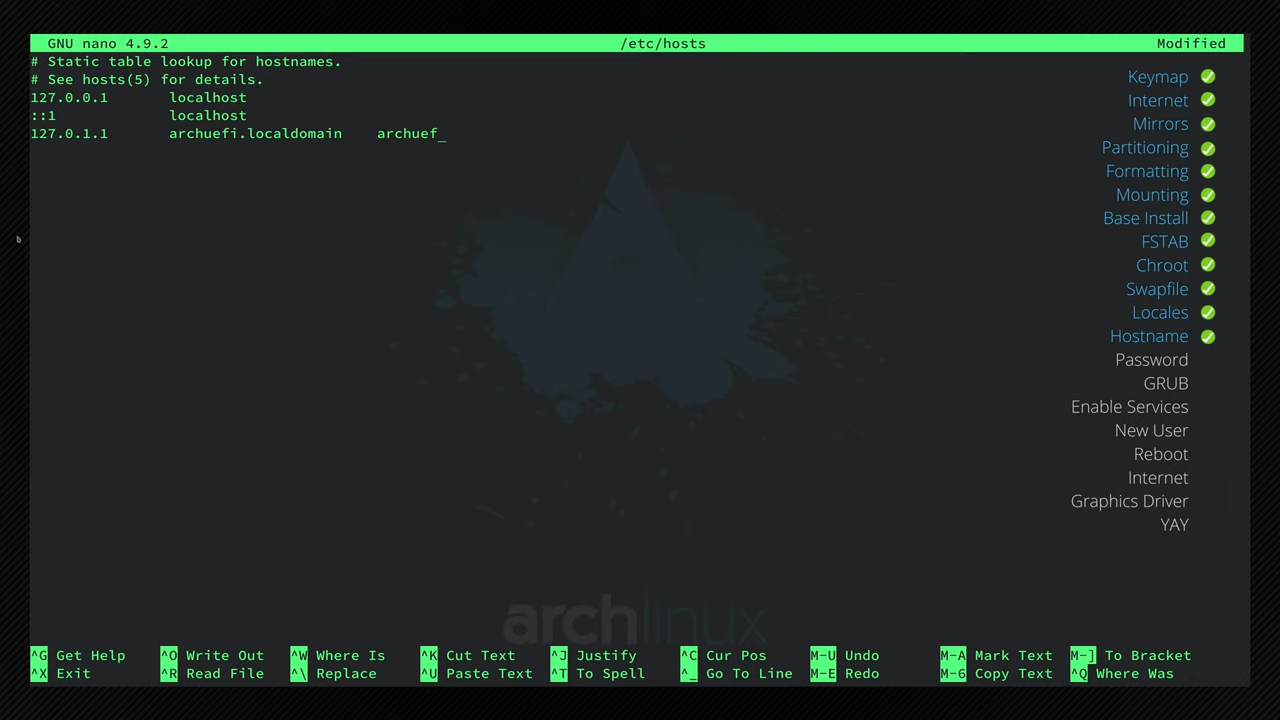 GNU nano 4.9.2 /etc/hosts Modified
# Static table lookup for hostnames.
# See hosts(5) for details.
127.0.0.1 localhost
::1 localhost
127.0.1.1 archuefi.localdomain archuef_
Keymap
Internet
Mirrors
Partitioning
Formatting
Mounting
Base Install
FSTAB
Chroot
Swapfile
Locales
Hostname
Password
GRUB
Enable Services
New User
Reboot
Internet
Graphics Driver
YAY
archlinux
^G Get Help ^O Write Out ^W Where Is ^K Cut Text ^J Justify ^C Cur Pos M-U Undo M-A Mark Text M-] To Bracket
^X Exit ^R Read File ^\ Replace ^U Paste Text ^T To Spell ^_ Go To Line M-E Redo M-6 Copy Text ^Q Where Was